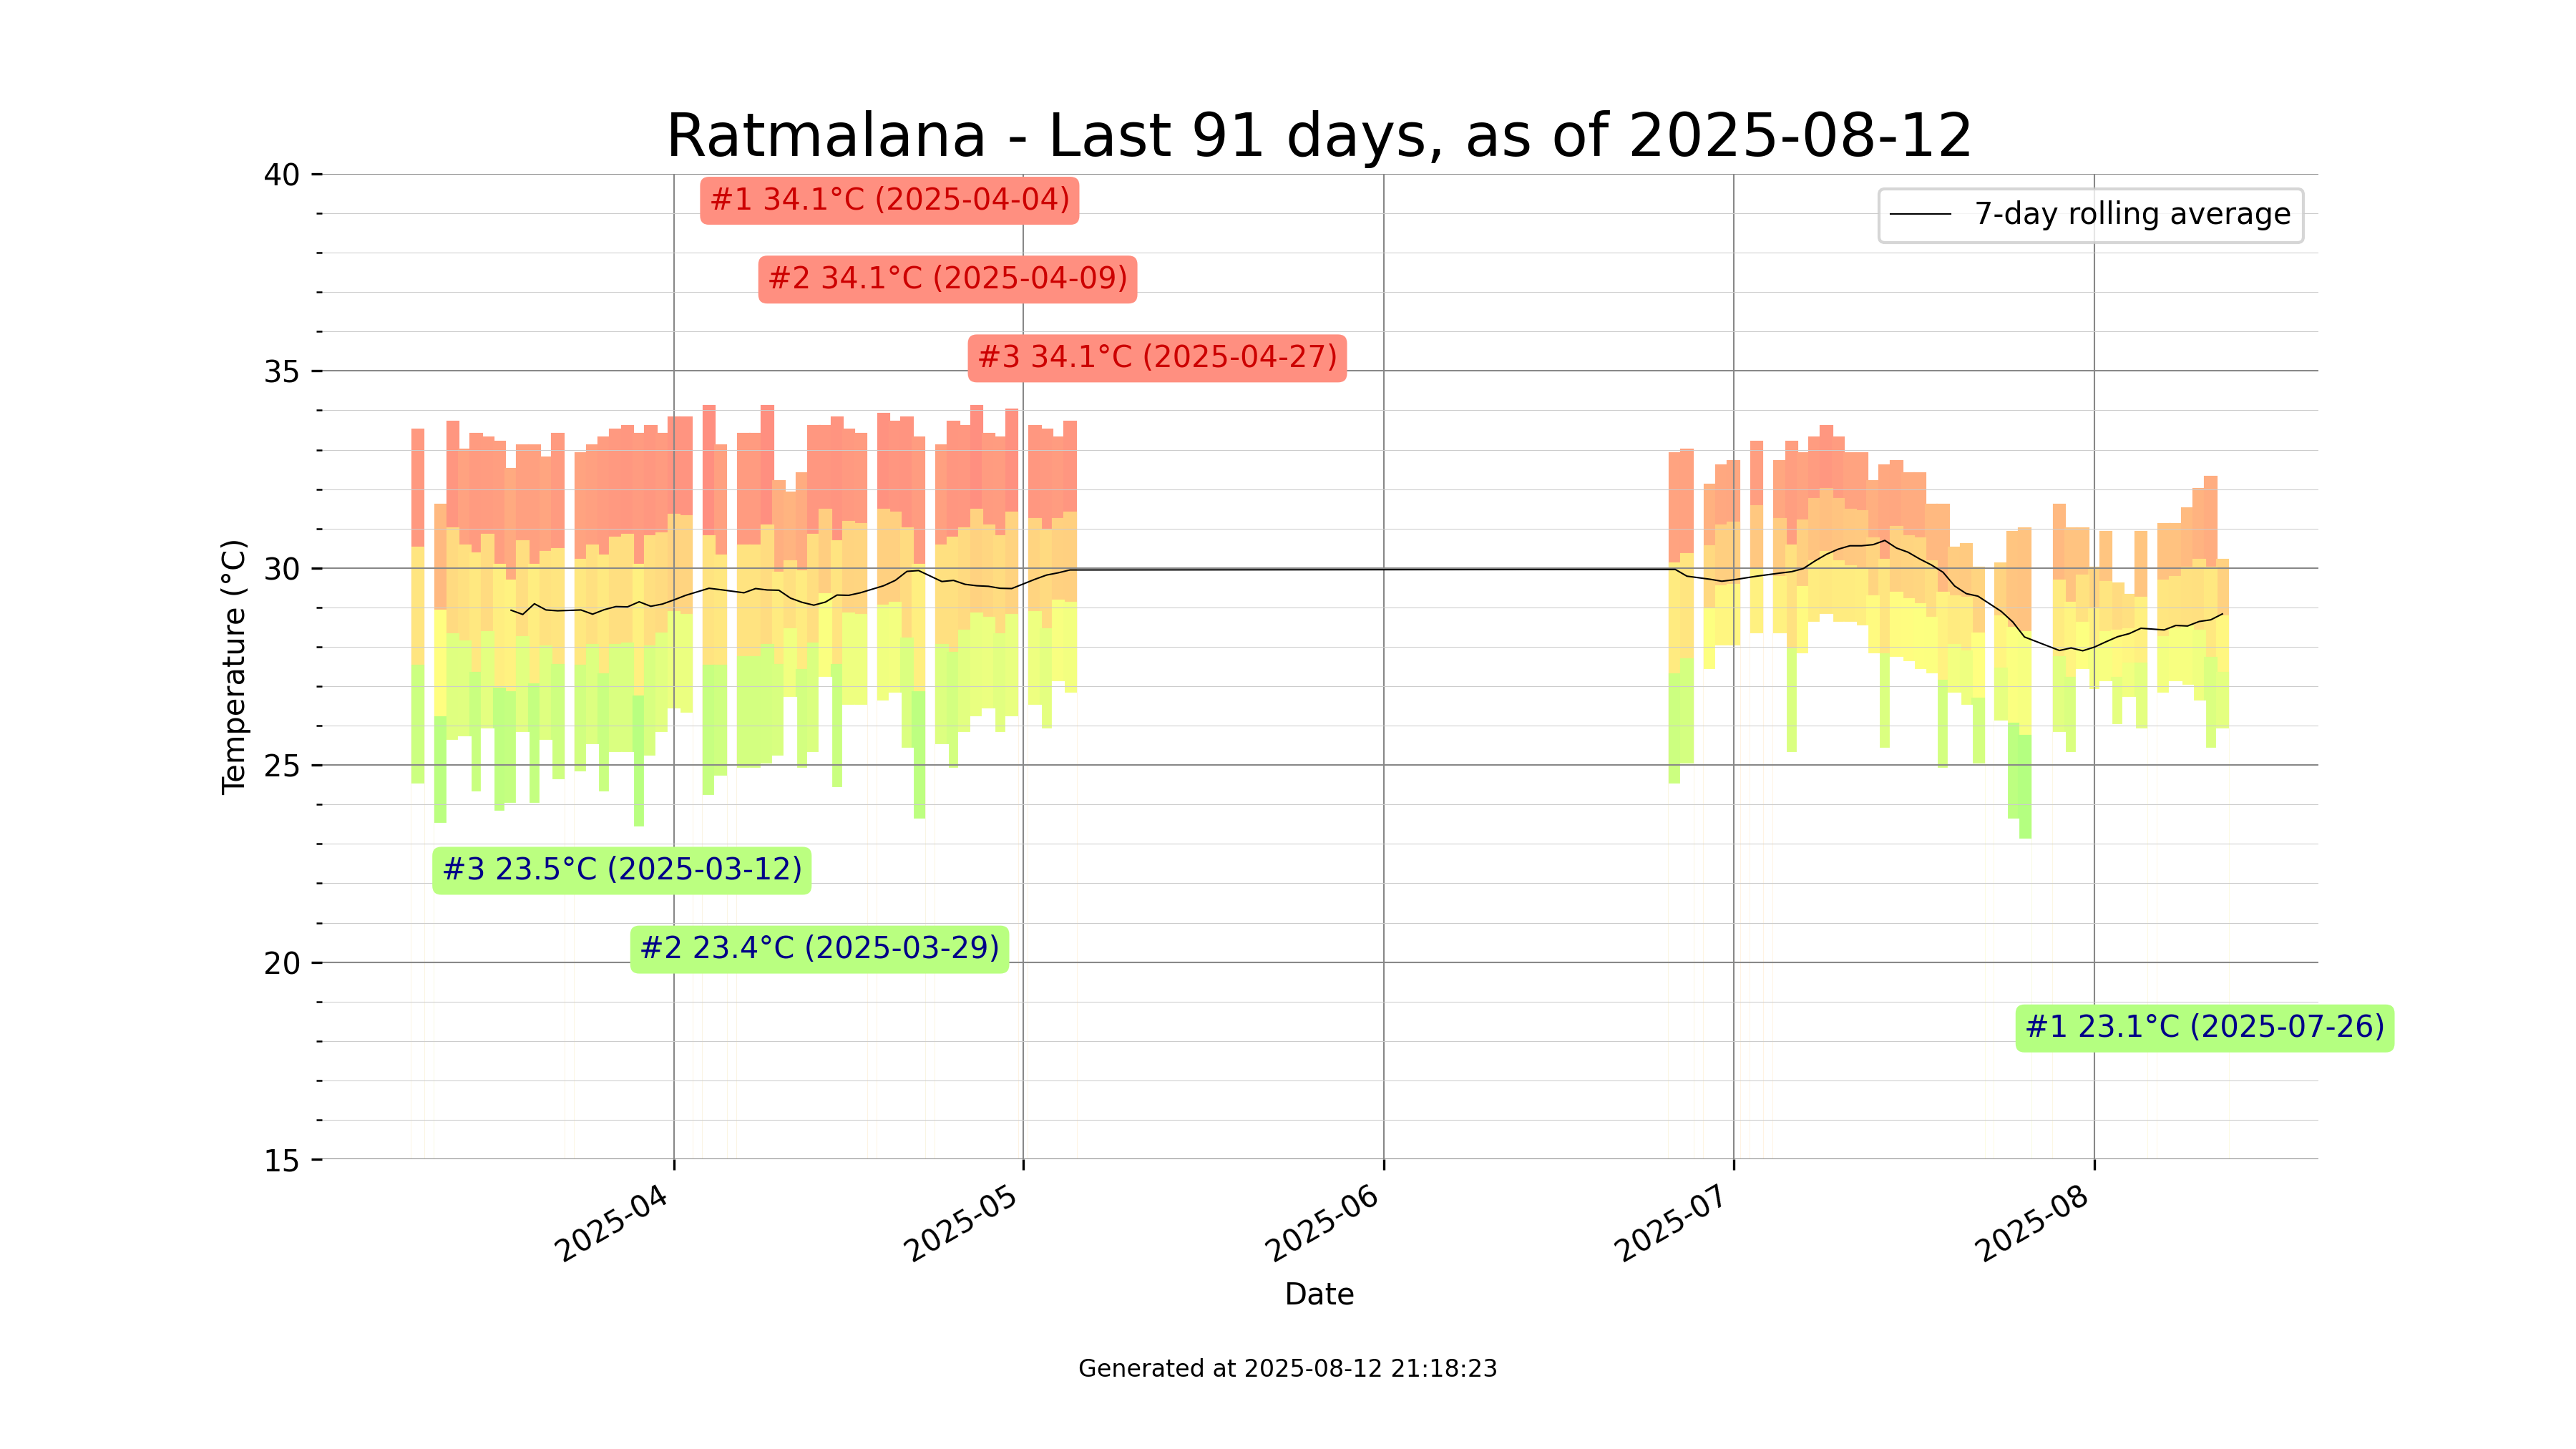 Ratmalana - Last 91 days, as of 2025-08-12
40
35
30
25
20
15
Temperature (°C)
#1 34.1°C (2025-04-04)
#2 34.1°C (2025-04-09)
#3 34.1°C (2025-04-27)
7-day rolling average
#3 23.5°C (2025-03-12)
#2 23.4°C (2025-03-29)
#1 23.1°C (2025-07-26)
2025-04
2025-05
2025-06
2025-07
2025-08
Date
Generated at 2025-08-12 21:18:23